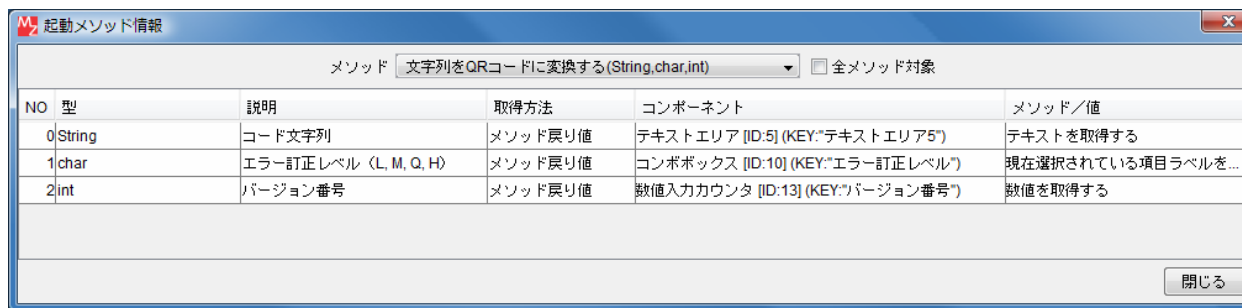 起動メソッド情報
メソッド 文字列をQRコードに変換する(String,char,int) 全メソッド対象
NO 型 説明 取得方法 コンポーネント メソッド／値
0 String コード文字列 メソッド戻り値 テキストエリア [ID:5] (KEY:"テキストエリア5") テキストを取得する
1 char エラー訂正レベル（L, M, Q, H） メソッド戻り値 コンボボックス [ID:10] (KEY:"エラー訂正レベル") 現在選択されている項目ラベルを...
2 int バージョン番号 メソッド戻り値 数値入力カウンタ [ID:13] (KEY:"バージョン番号") 数値を取得する
閉じる